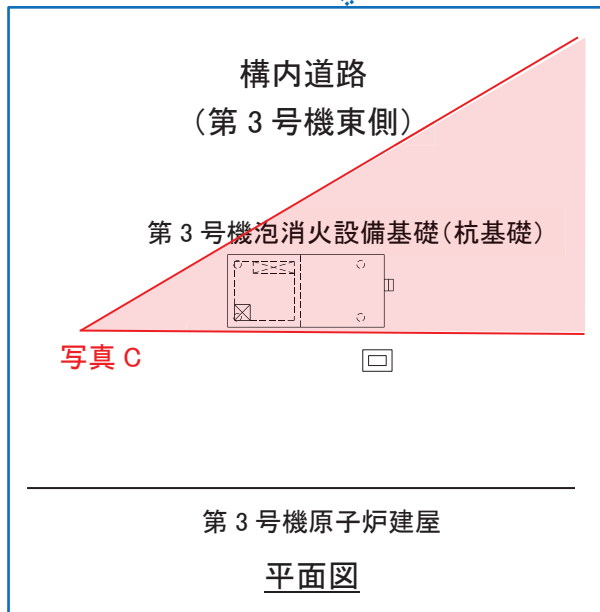 構内道路
（第３号機東側）
第３号機泡消火設備基礎（杭基礎）
写真 C
第３号機原子炉建屋
平面図